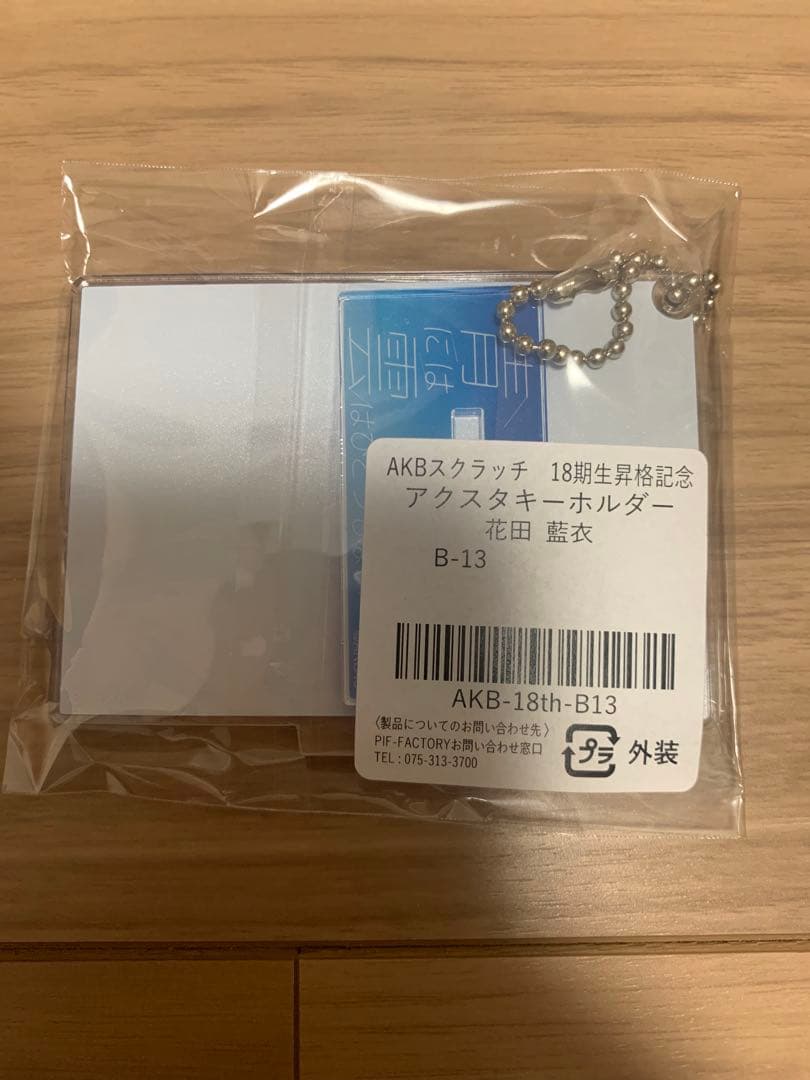 AKBスクラッチ　18期生昇格記念
アクスタキーホルダー
花田 藍衣
B-13
AKB-18th-B13
〈製品についてのお問い合わせ先〉
PIF-FACTORYお問い合わせ窓口
TEL : 075-313-3700
プラ 外装